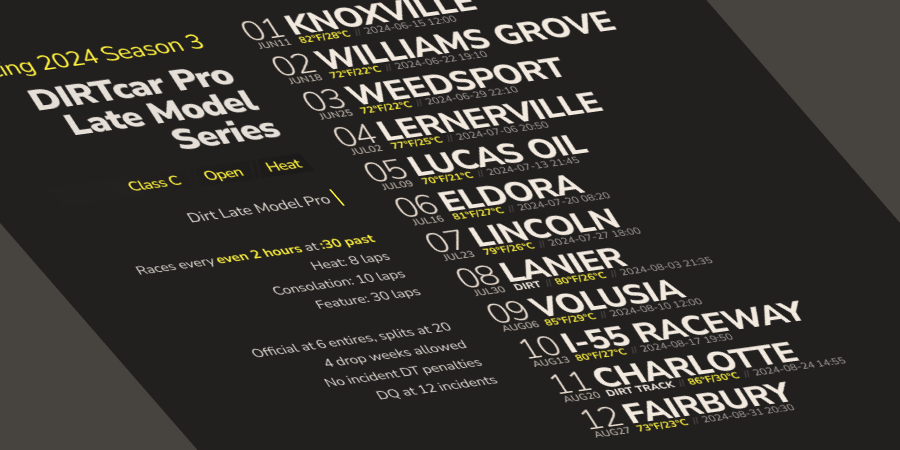 ing 2024 Season 3
DIRTcar Pro
Late Model
Series
Class C Open Heat
Dirt Late Model Pro
Races every even 2 hours at :30 past
Heat: 8 laps
Consolation: 10 laps
Feature: 30 laps
Official at 6 entires, splits at 20
4 drop weeks allowed
No incident DT penalties
DQ at 12 incidents
01 KNOXVILLE
JUN11 82°F/28°C // 2024-06-15 12:00
02 WILLIAMS GROVE
JUN18 72°F/22°C // 2024-06-22 19:10
03 WEEDSPORT
JUN25 72°F/22°C // 2024-06-29 22:10
04 LERNERVILLE
JUL02 77°F/25°C // 2024-07-06 20:50
05 LUCAS OIL
JUL09 70°F/21°C // 2024-07-13 21:45
06 ELDORA
JUL16 81°F/27°C // 2024-07-20 08:20
07 LINCOLN
JUL23 79°F/26°C // 2024-07-27 18:00
08 LANIER
JUL30 DIRT // 80°F/26°C // 2024-08-03 21:35
09 VOLUSIA
AUG06 85°F/29°C // 2024-08-10 12:00
10 I-55 RACEWAY
AUG13 80°F/27°C // 2024-08-17 19:50
11 CHARLOTTE
AUG20 DIRT TRACK // 86°F/30°C // 2024-08-24 14:55
12 FAIRBURY
AUG27 73°F/23°C // 2024-08-31 20:30